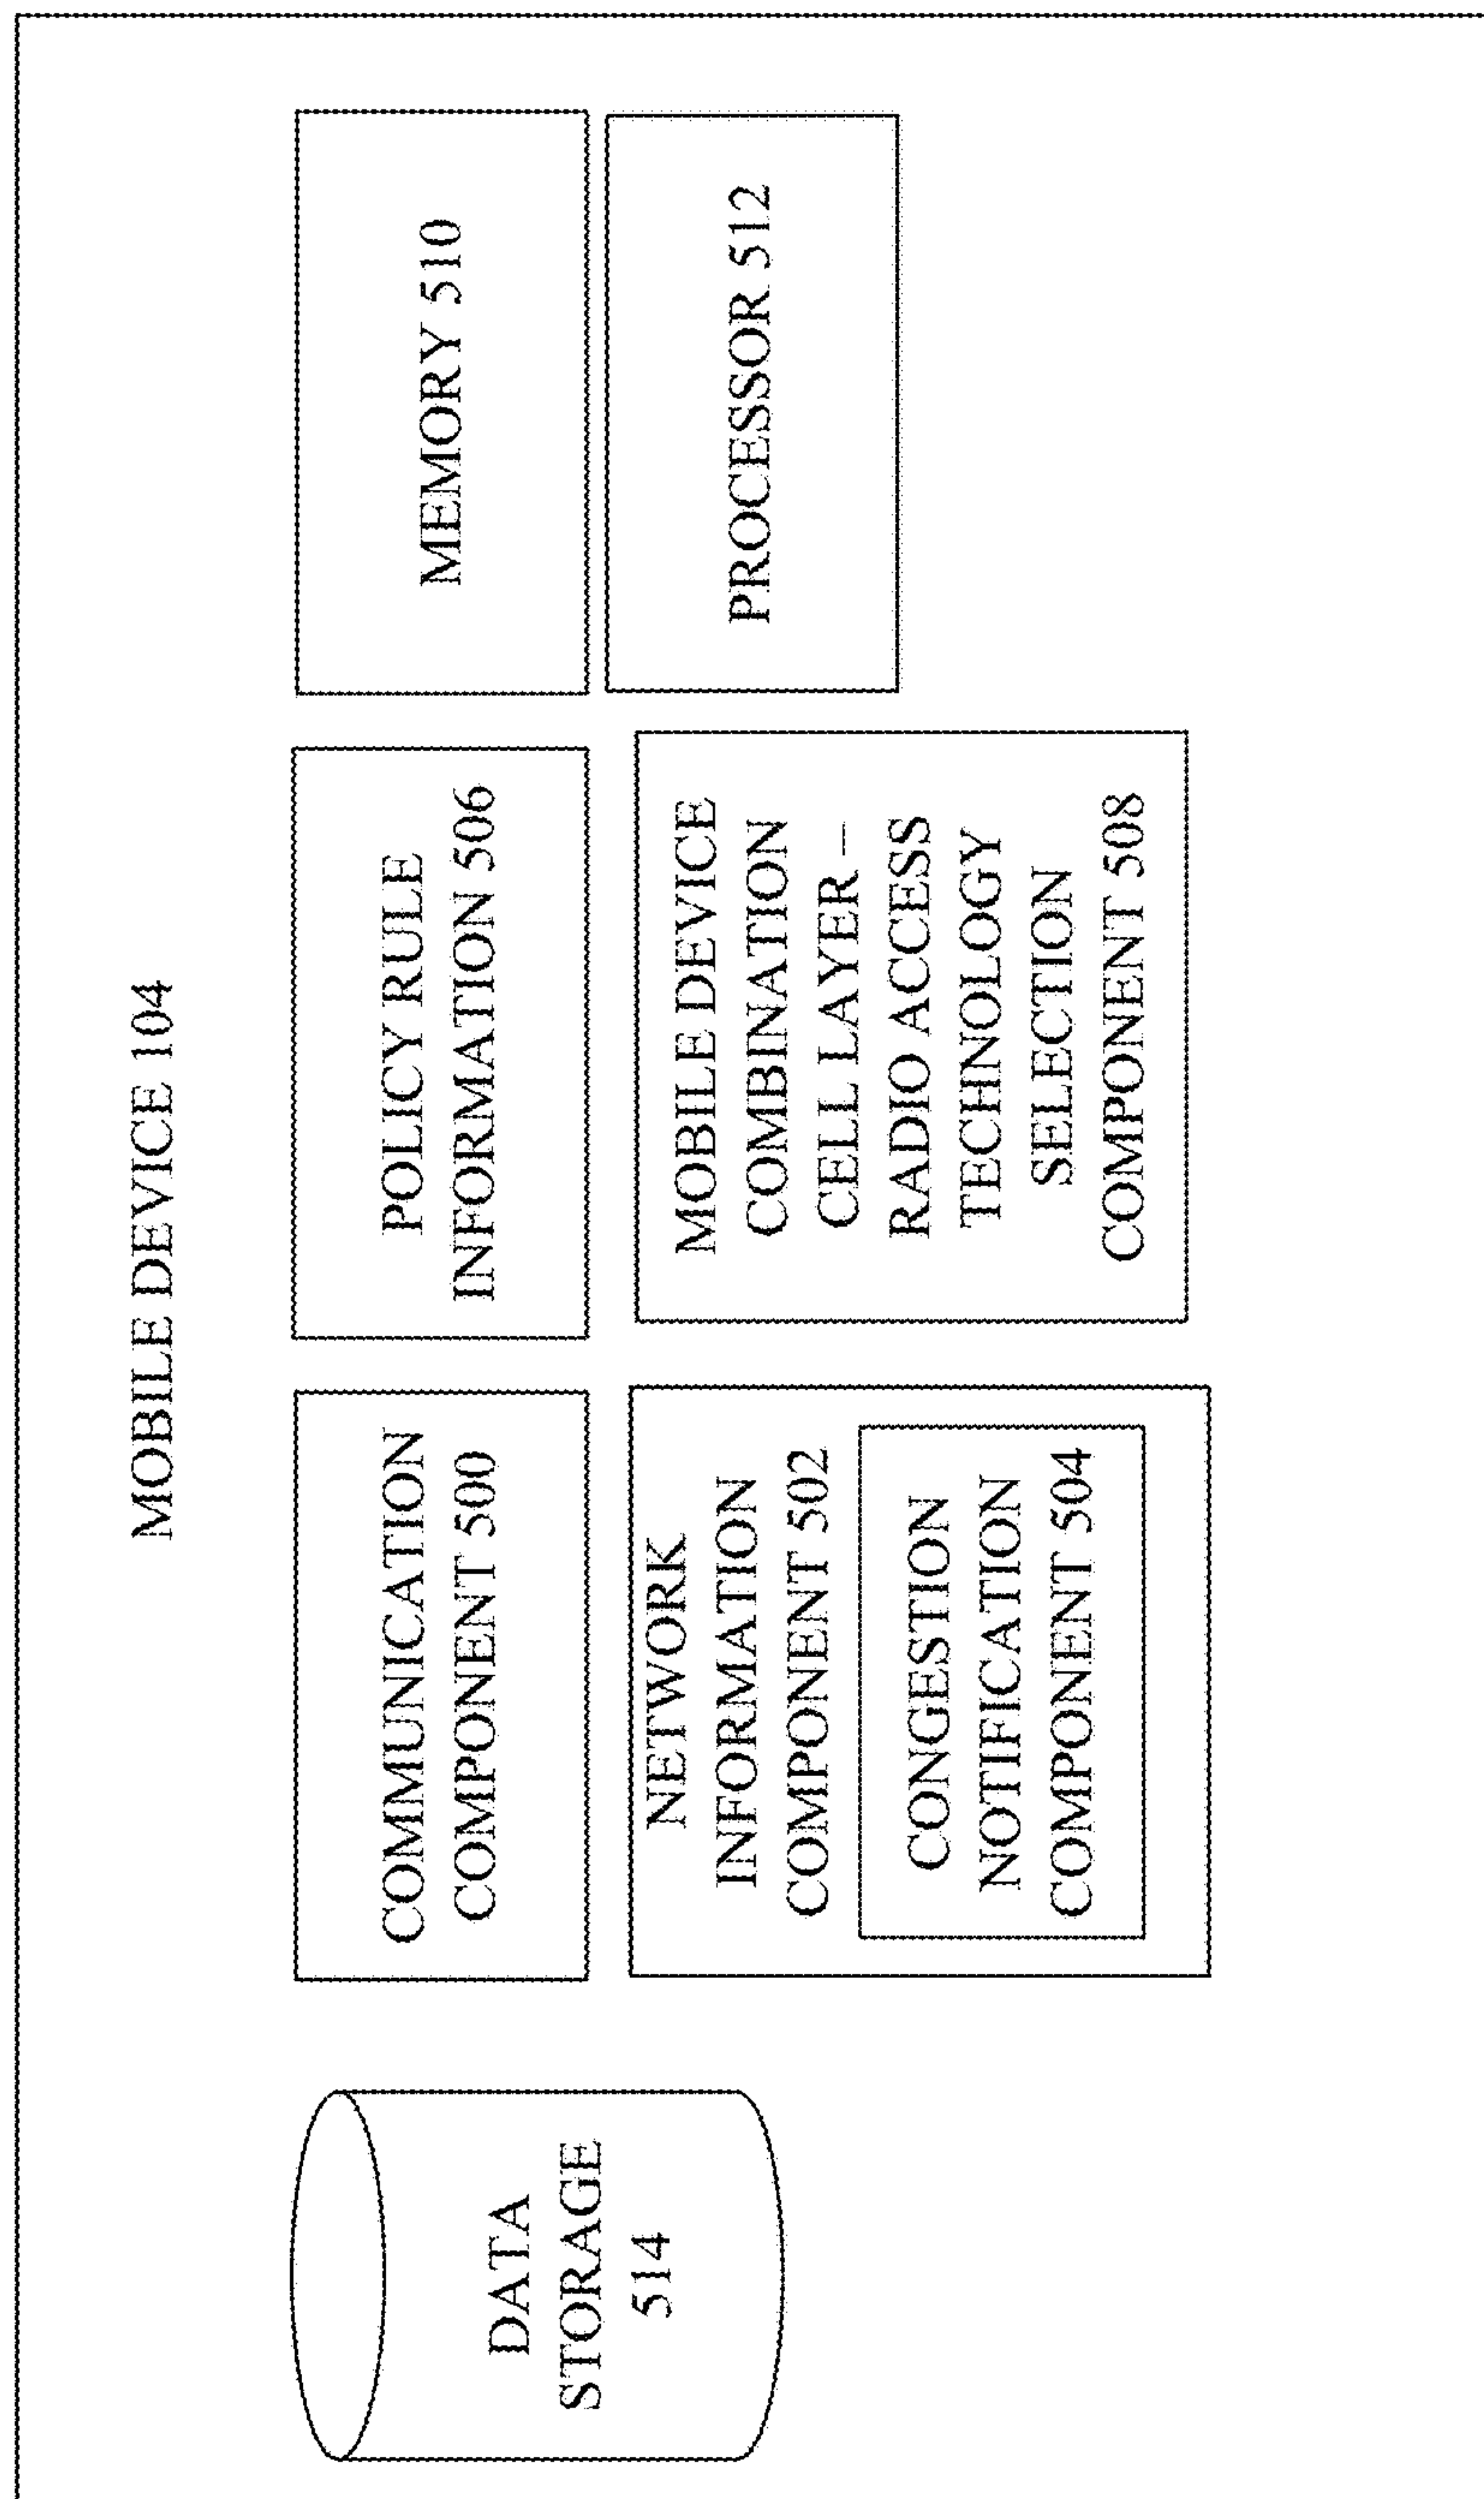 MOBILE DEVICE 104
DATA
STORAGE
514
COMMUNICATION
COMPONENT 500
NETWORK
INFORMATION
COMPONENT 502
CONGESTION
NOTIFICATION
COMPONENT 504
POLICY RULE
INFORMATION 506
MOBILE DEVICE
COMBINATION
CELL LAYER –
RADIO ACCESS
TECHNOLOGY
SELECTION
COMPONENT 508
MEMORY 510
PROCESSOR 512